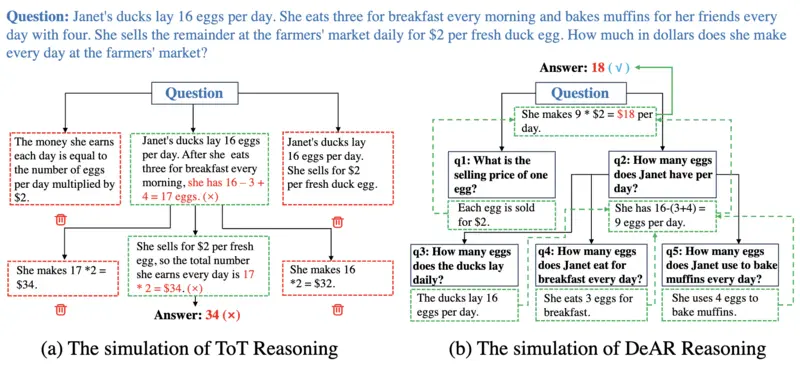 Question: Janet's ducks lay 16 eggs per day. She eats three for breakfast every morning and bakes muffins for her friends every
day with four. She sells the remainder at the farmers' market daily for $2 per fresh duck egg. How much in dollars does she make
every day at the farmers' market?
Question
The money she earns
each day is equal to
the number of eggs
per day multiplied by
$2.
Janet's ducks lay 16 eggs
per day. After she eats
three for breakfast every
morning, she has 16 – 3 +
4 = 17 eggs. (×)
Janet's ducks lay
16 eggs per day.
She sells for $2
per fresh duck egg.
She makes 17 *2 =
$34.
She sells for $2 per fresh
egg, so the total number
she earns every day is 17
* 2 = $34. (×)
She makes 16
*2 = $32.
Answer: 34 (×)
(a) The simulation of ToT Reasoning
Answer: 18 (√)
Question
She makes 9 * $2 = $18 per
day.
q1: What is the
selling price of one
egg?
Each egg is sold
for $2.
q2: How many eggs
does Janet have per
day?
She has 16-(3+4) =
9 eggs per day.
q3: How many eggs
does the ducks lay
daily?
The ducks lay 16
eggs per day.
q4: How many eggs
does Janet eat for
breakfast every day?
She eats 3 eggs for
breakfast.
q5: How many eggs
does Janet use to bake
muffins every day?
She uses 4 eggs to
bake muffins.
(b) The simulation of DeAR Reasoning